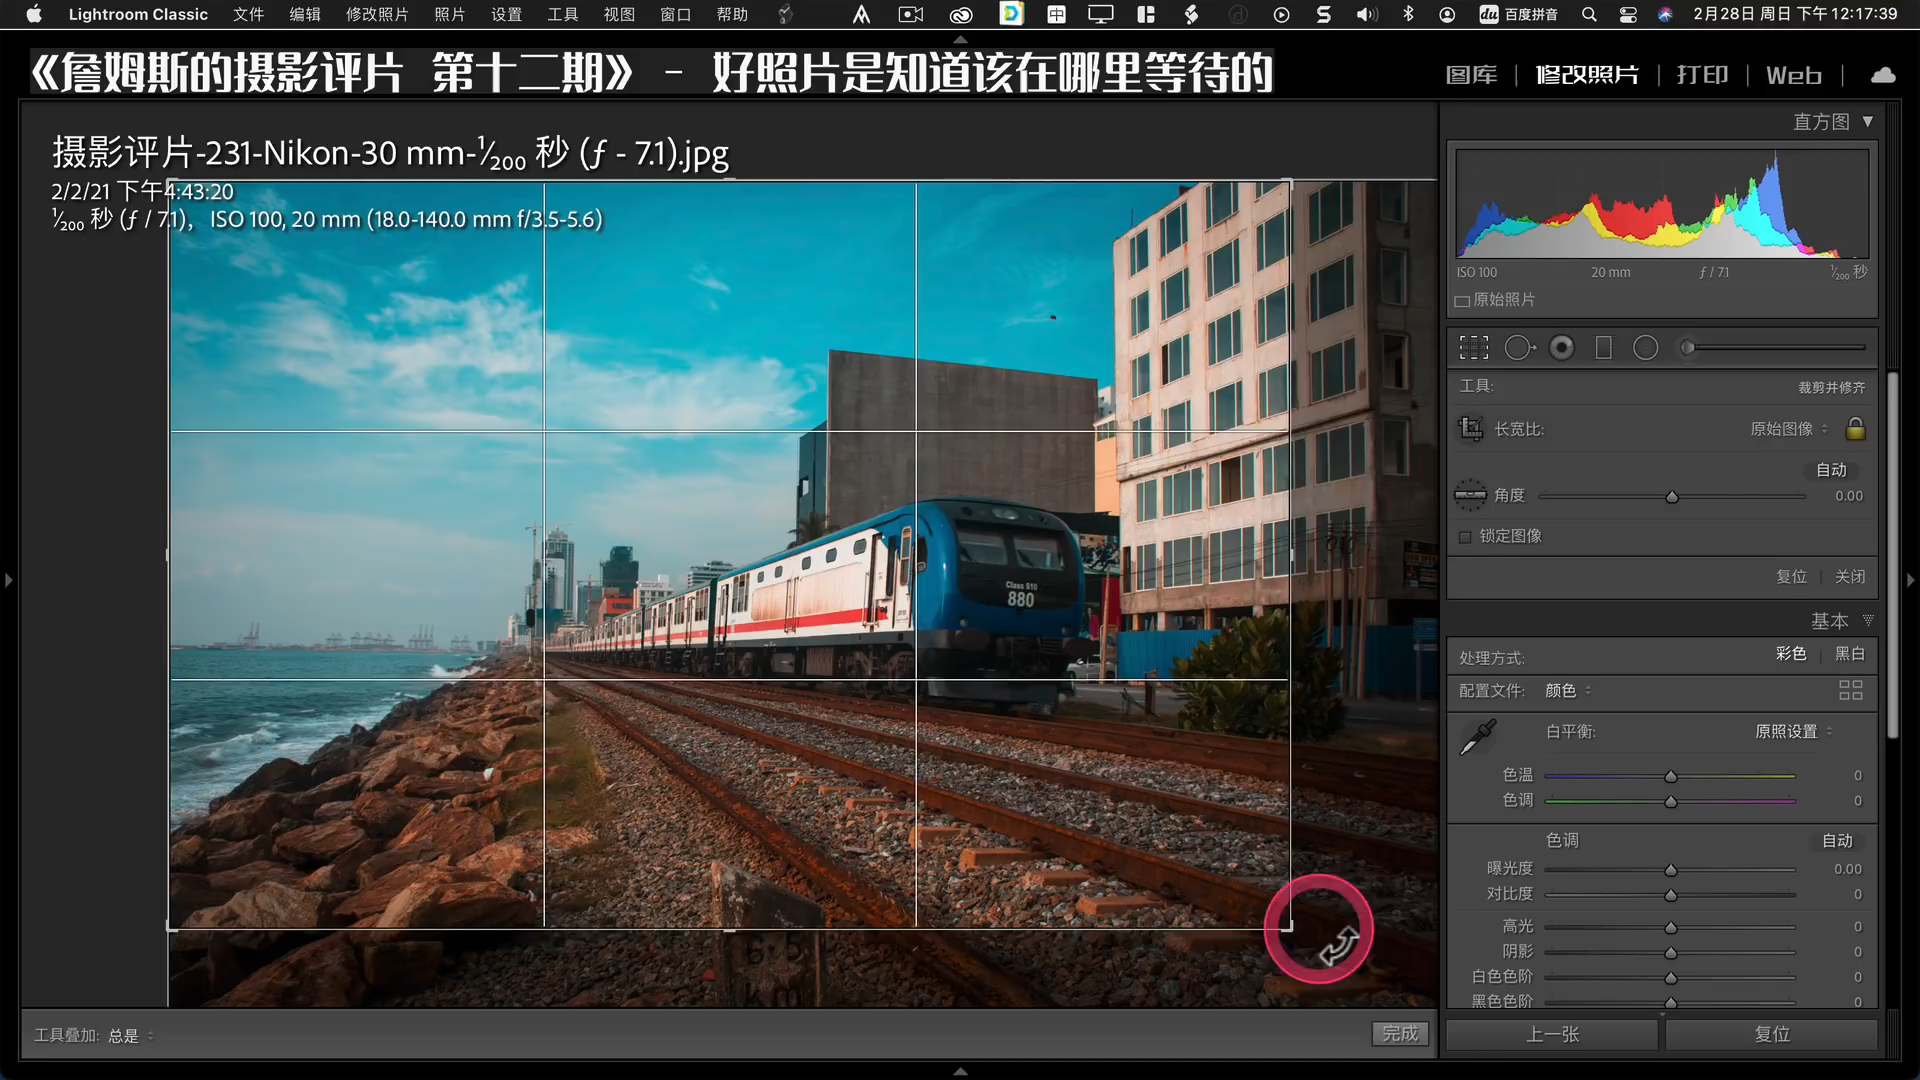 Lightroom Classic 文件 编辑 修改照片 照片 设置 工具 视图 窗口 帮助 中 du 百度拼音 2月28日 周日 下午 12:17:39
《詹姆斯的摄影评片 第十二期》 - 好照片是知道该在哪里等待的
图库 | 修改照片 | 打印 | Web |
摄影评片-231-Nikon-30 mm-1/200 秒 (ƒ - 7.1).jpg
2/2/21 下午4:43:20
1/200 秒 (ƒ / 7.1), ISO 100, 20 mm (18.0-140.0 mm f/3.5-5.6)
Class 510
880
675
直方图
ISO 100 20 mm ƒ / 7.1 1/200 秒
原始照片
工具: 裁剪并修齐
长宽比: 原始图像
自动
角度 0.00
锁定图像
复位 | 关闭
基本
处理方式: 彩色 | 黑白
配置文件: 颜色
白平衡: 原照设置
色温 0
色调 0
色调 自动
曝光度 0.00
对比度 0
高光 0
阴影 0
白色色阶 0
黑色色阶 0
工具叠加: 总是 完成
上一张 复位